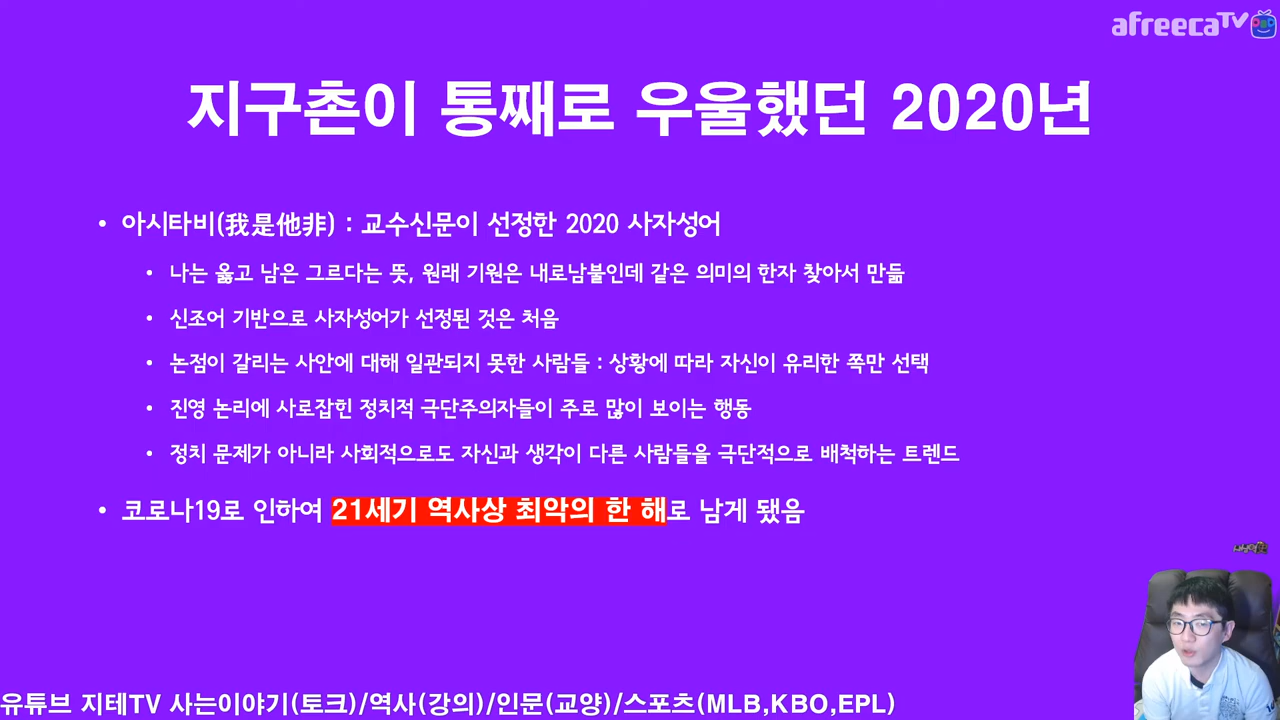 afreecaTV
지구촌이 통째로 우울했던 2020년
• 아시타비(我是他非) : 교수신문이 선정한 2020 사자성어
• 나는 옳고 남은 그르다는 뜻, 원래 기원은 내로남불인데 같은 의미의 한자 찾아서 만듦
• 신조어 기반으로 사자성어가 선정된 것은 처음
• 논점이 갈리는 사안에 대해 일관되지 못한 사람들 : 상황에 따라 자신이 유리한 쪽만 선택
• 진영 논리에 사로잡힌 정치적 극단주의자들이 주로 많이 보이는 행동
• 정치 문제가 아니라 사회적으로도 자신과 생각이 다른 사람들을 극단적으로 배척하는 트렌드
• 코로나19로 인하여 21세기 역사상 최악의 한 해로 남게 됐음
유튜브 지테TV 사는이야기(토크)/역사(강의)/인문(교양)/스포츠(MLB,KBO,EPL)